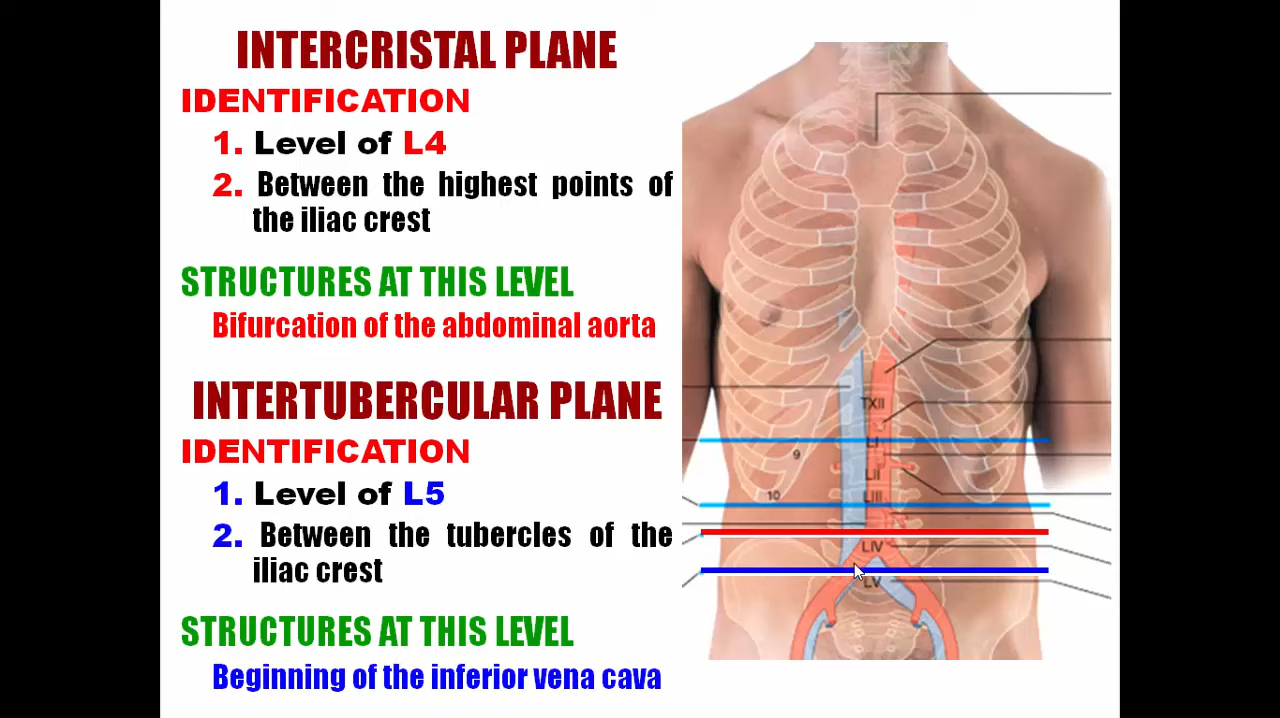 INTERCRISTAL PLANE
IDENTIFICATION
1. Level of L4
2. Between the highest points of
the iliac crest
STRUCTURES AT THIS LEVEL
Bifurcation of the abdominal aorta
INTERTUBERCULAR PLANE
IDENTIFICATION
1. Level of L5
2. Between the tubercles of the
iliac crest
STRUCTURES AT THIS LEVEL
Beginning of the inferior vena cava
TXII
LI
9
LII
10
LIII
LIV
LV